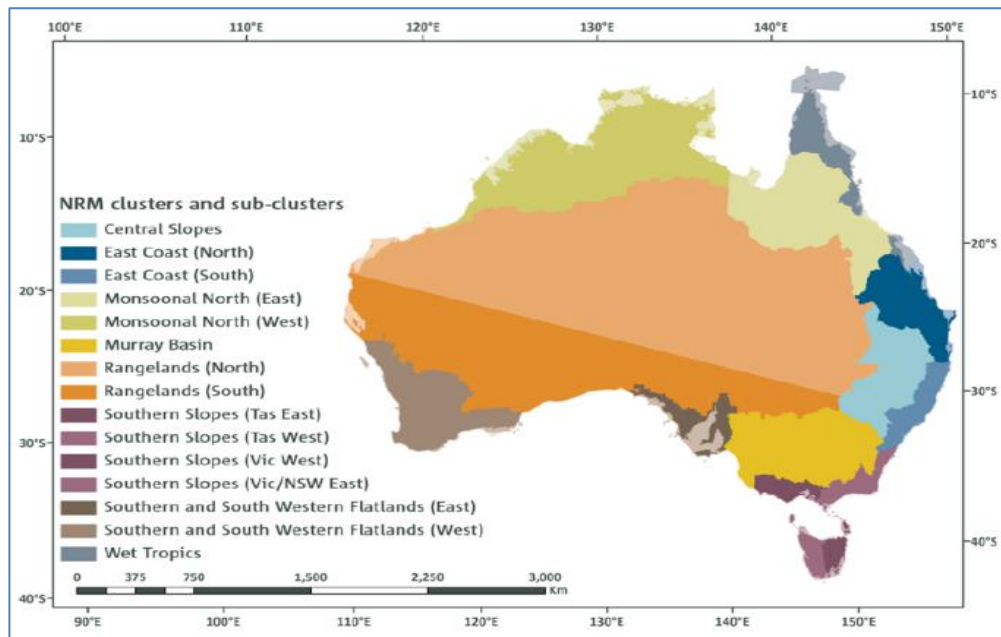 100°E 110°E 120°E 130°E 140°E 150°E
10°S 10°S
NRM clusters and sub-clusters
Central Slopes
East Coast (North)
20°S
East Coast (South)
20°S
Monsoonal North (East)
Monsoonal North (West)
Murray Basin
Rangelands (North)
Rangelands (South)
30°S
Southern Slopes (Tas East)
Southern Slopes (Tas West)
30°S
Southern Slopes (Vic West)
Southern Slopes (Vic/NSW East)
Southern and South Western Flatlands (East)
Southern and South Western Flatlands (West)
40°S
Wet Tropics
0 375 750 1,500 2,250 3,000
Km
40°S
90°E 100°E 110°E 120°E 130°E 140°E 150°E